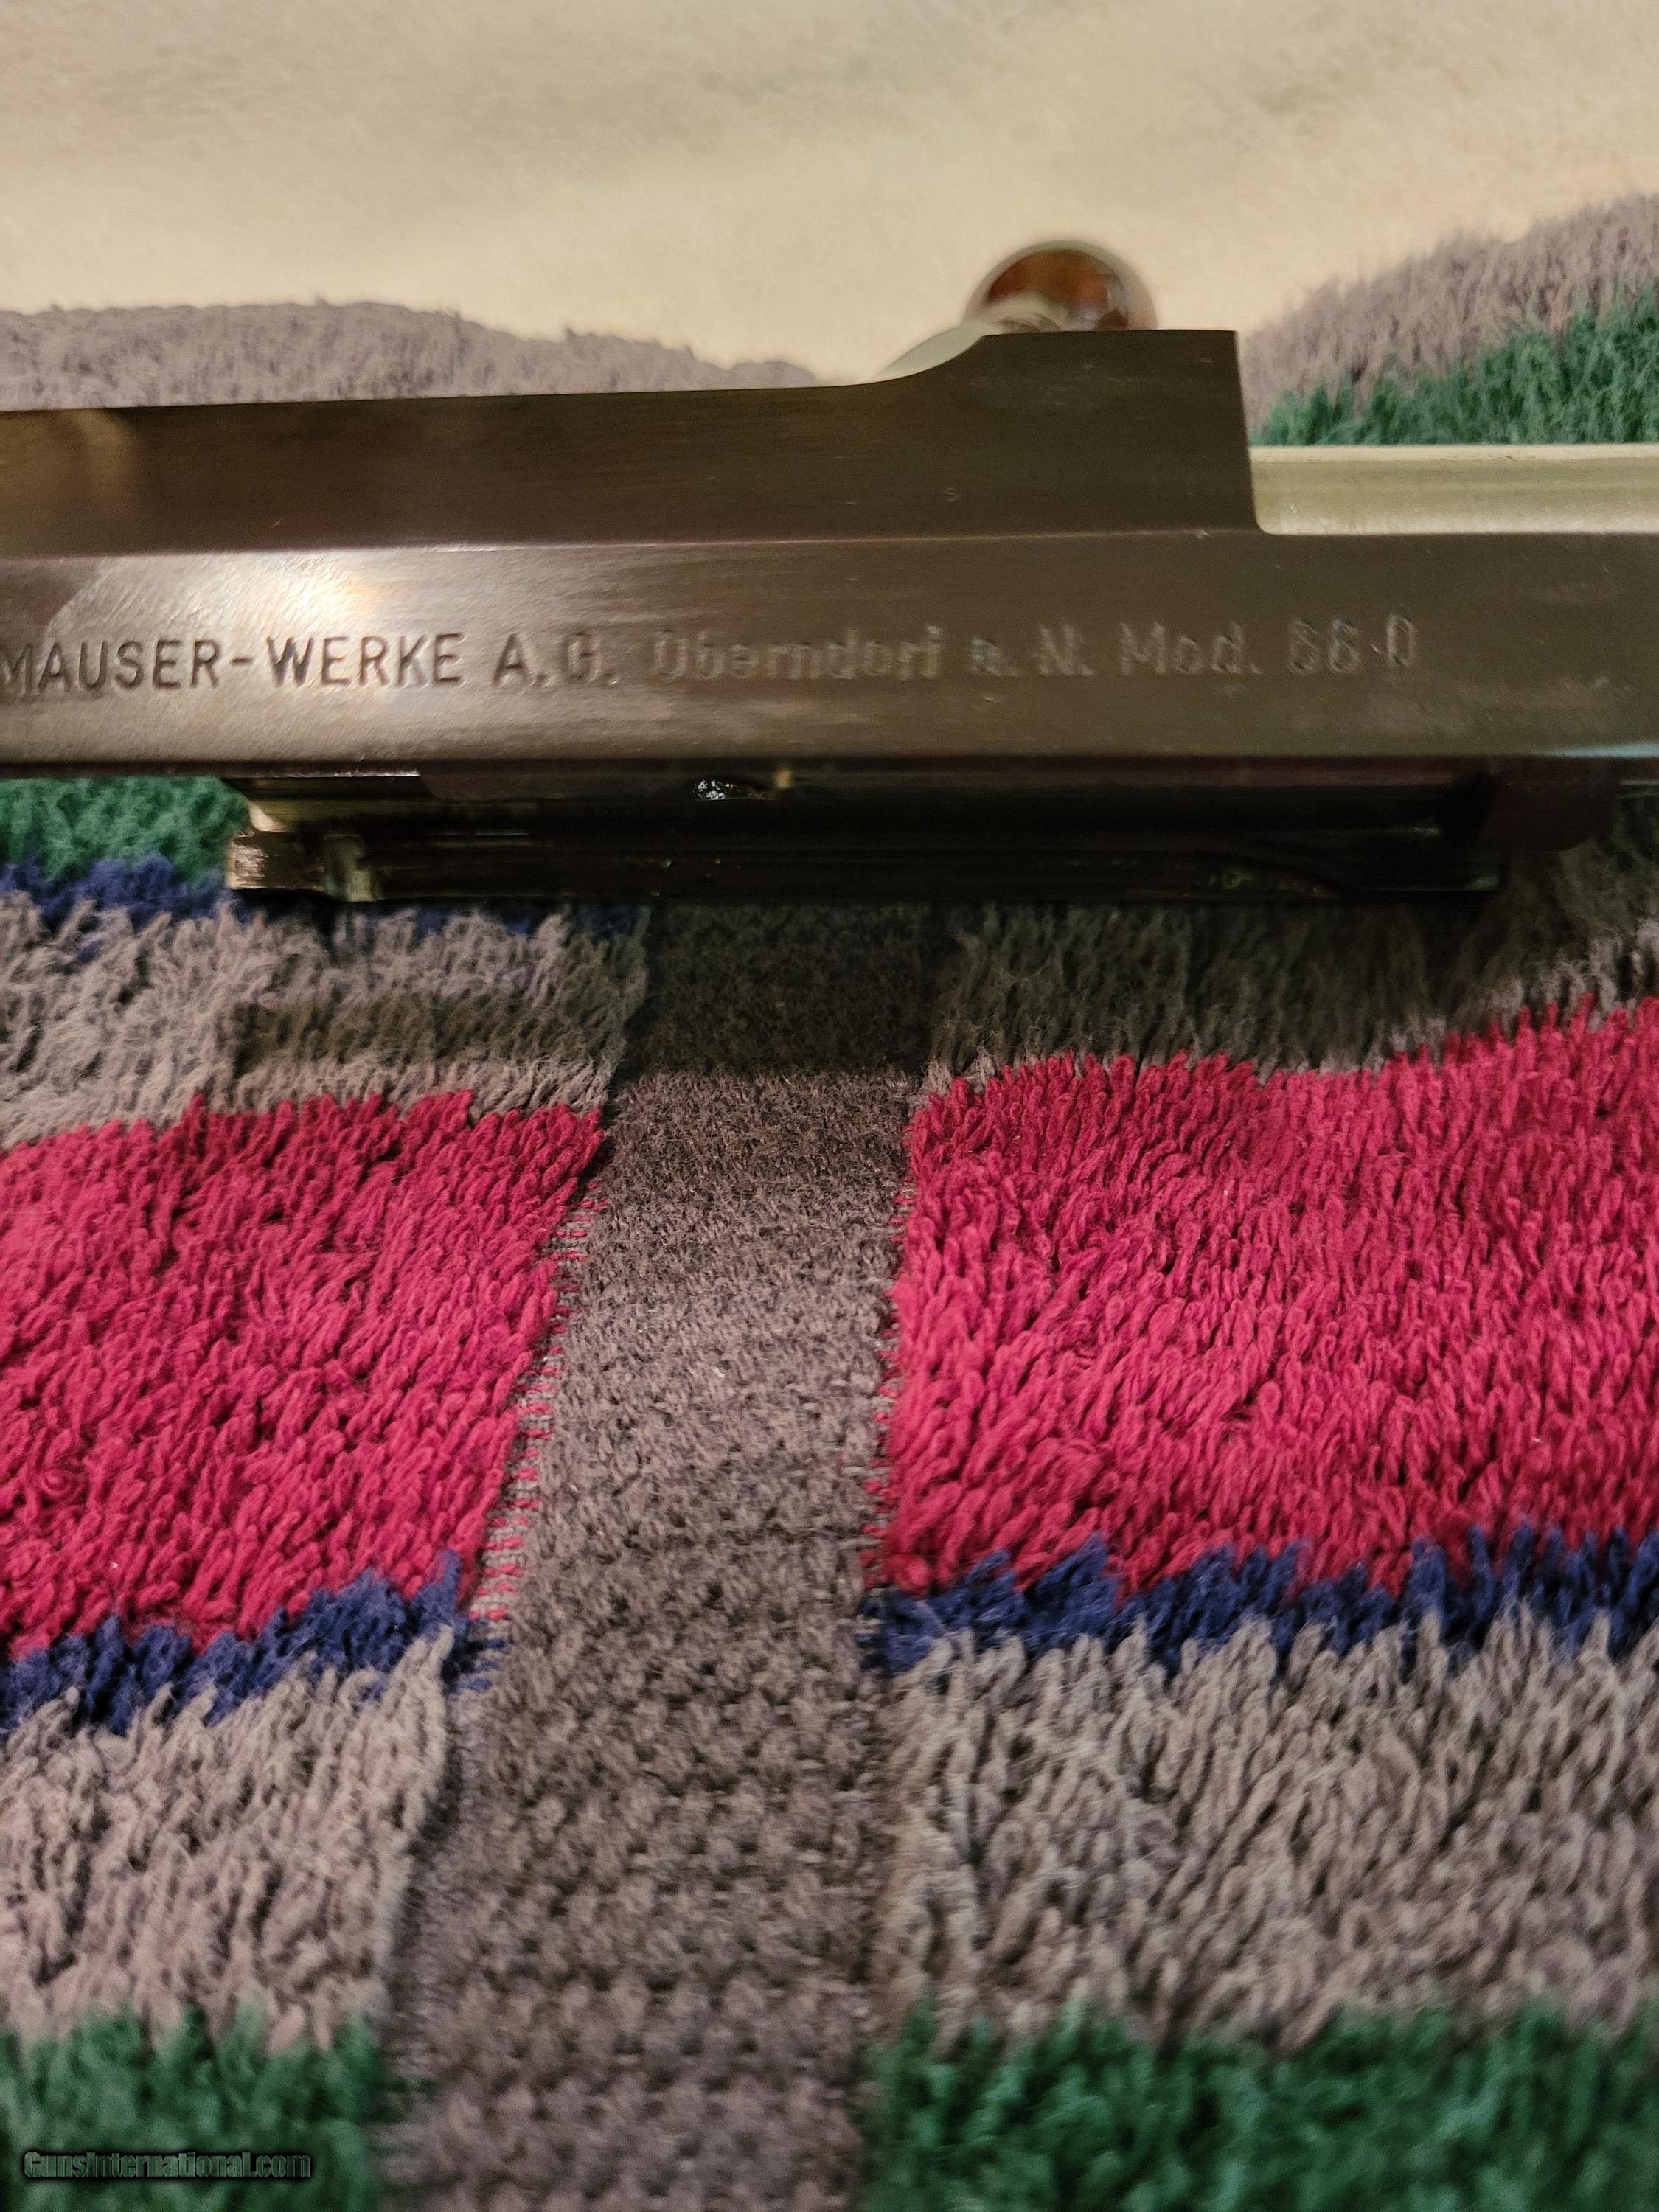 MAUSER-WERKE A.G. Oberndorf a.N. Mod. 66-D
GunsInternational.com